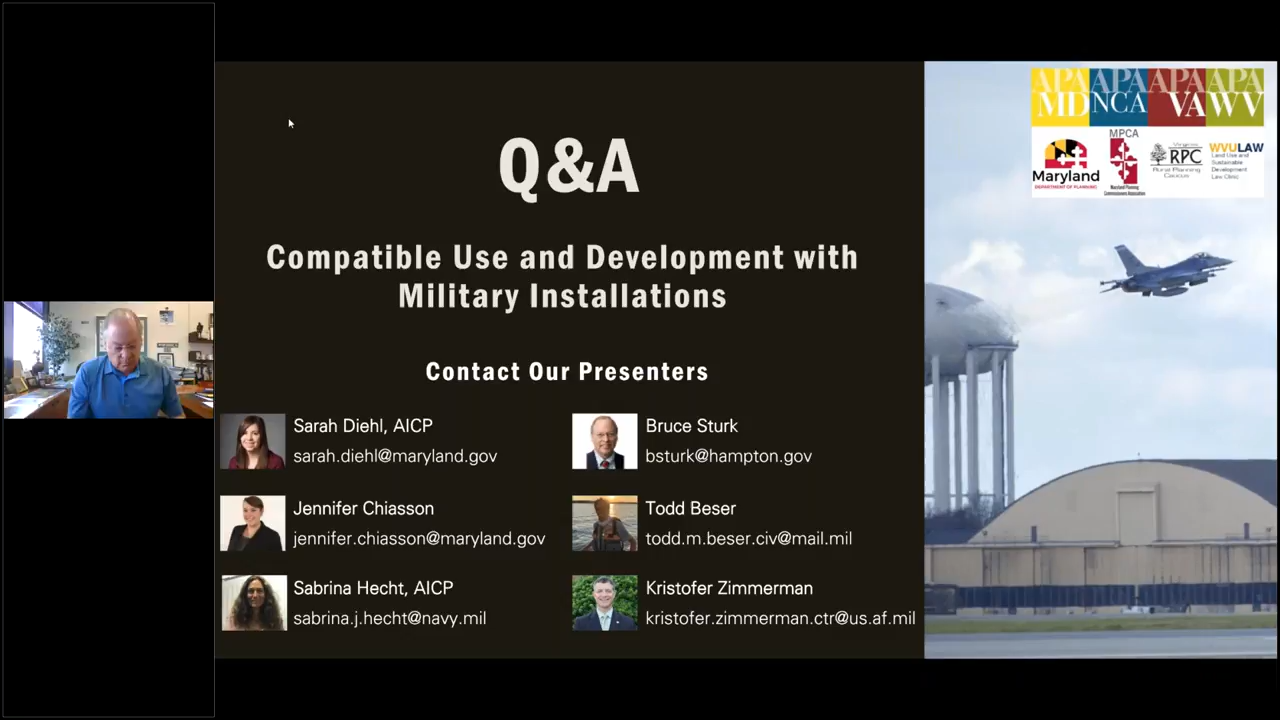 Q&A
Compatible Use and Development with
Military Installations
Contact Our Presenters
Sarah Diehl, AICP
sarah.diehl@maryland.gov
Jennifer Chiasson
jennifer.chiasson@maryland.gov
Sabrina Hecht, AICP
sabrina.j.hecht@navy.mil
Bruce Sturk
bsturk@hampton.gov
Todd Beser
todd.m.beser.civ@mail.mil
Kristofer Zimmerman
kristofer.zimmerman.ctr@us.af.mil
APA APA APA APA
MD NCA VA WV
Maryland
DEPARTMENT OF PLANNING
MPCA
Maryland Planning
Commissioners Association
Virginia
RPC
Rural Planning
Caucus
WVULAW
Land Use and
Sustainable
Development
Law Clinic